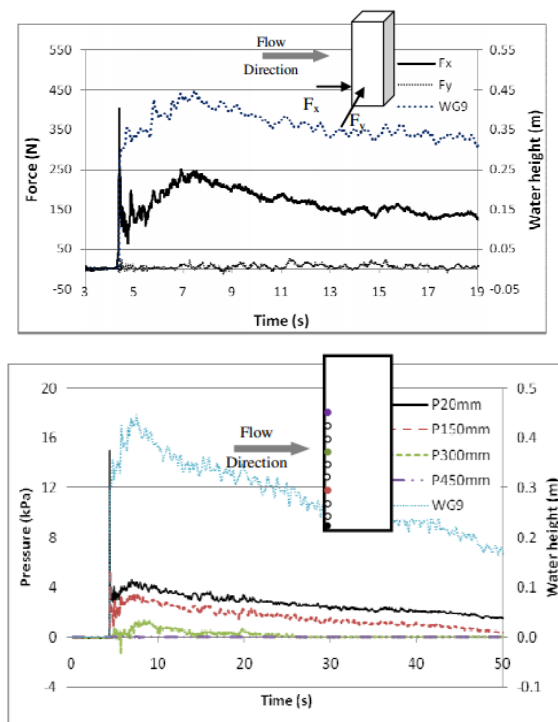 Flow
Direction
Fx
Fy
WG9
F x
F y
Force (N)
550
450
350
250
150
50
-50
Water height (m)
0.55
0.45
0.35
0.25
0.15
0.05
-0.05
3 5 7 9 11 13 15 17 19
Time (s)
Flow
Direction
P20mm
P150mm
P300mm
P450mm
WG9
Pressure (kPa)
20
16
12
8
4
0
-4
Water height (m)
0.5
0.4
0.3
0.2
0.1
0.0
-0.1
0 10 20 30 40 50
Time (s)